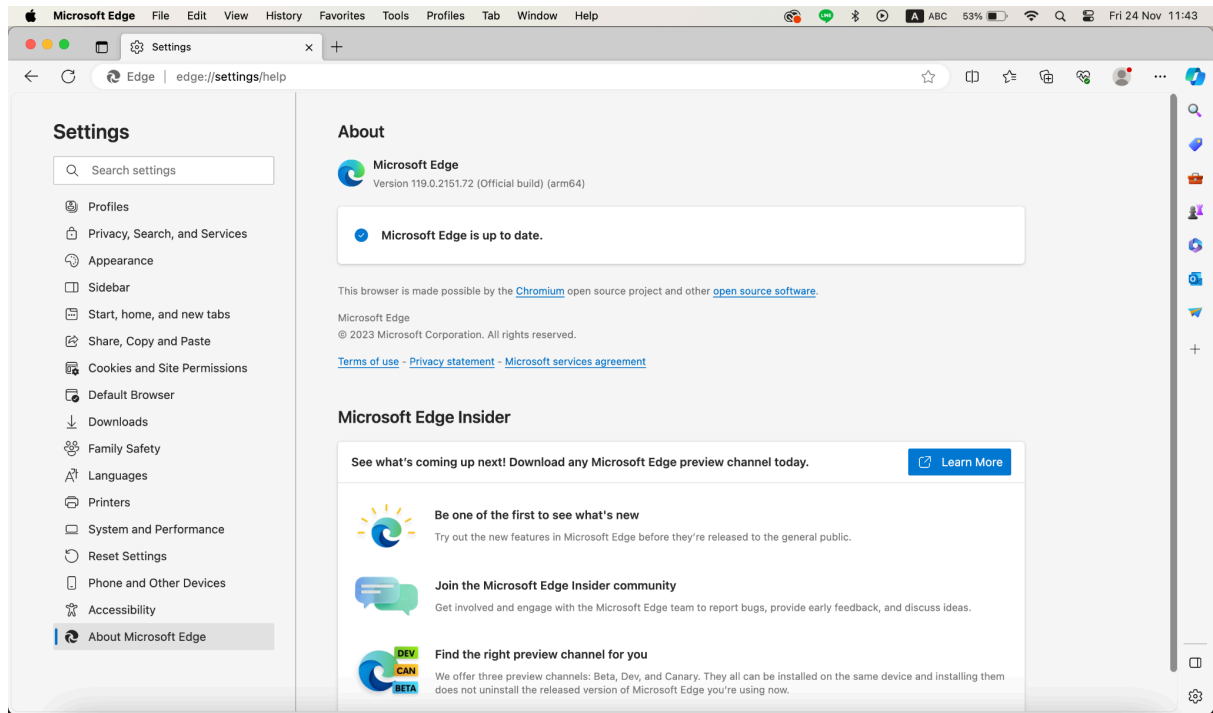 Microsoft Edge File Edit View History Favorites Tools Profiles Tab Window Help
LINE A ABC 53% Fri 24 Nov 11:43
Settings
Edge | edge://settings/help
Settings
Search settings
Profiles
Privacy, Search, and Services
Appearance
Sidebar
Start, home, and new tabs
Share, Copy and Paste
Cookies and Site Permissions
Default Browser
Downloads
Family Safety
Languages
Printers
System and Performance
Reset Settings
Phone and Other Devices
Accessibility
About Microsoft Edge
About
Microsoft Edge
Version 119.0.2151.72 (Official build) (arm64)
Microsoft Edge is up to date.
This browser is made possible by the Chromium open source project and other open source software.
Microsoft Edge
© 2023 Microsoft Corporation. All rights reserved.
Terms of use - Privacy statement - Microsoft services agreement
Microsoft Edge Insider
See what's coming up next! Download any Microsoft Edge preview channel today.
Learn More
Be one of the first to see what's new
Try out the new features in Microsoft Edge before they're released to the general public.
Join the Microsoft Edge Insider community
Get involved and engage with the Microsoft Edge team to report bugs, provide early feedback, and discuss ideas.
DEV
CAN
BETA
Find the right preview channel for you
We offer three preview channels: Beta, Dev, and Canary. They all can be installed on the same device and installing them
does not uninstall the released version of Microsoft Edge you're using now.